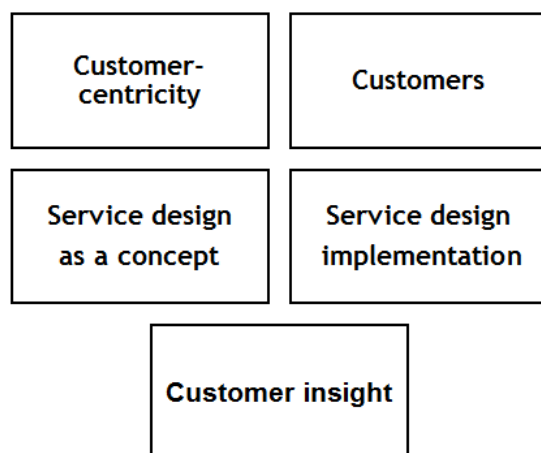 Customer-
centricity
Customers
Service design
as a concept
Service design
implementation
Customer insight